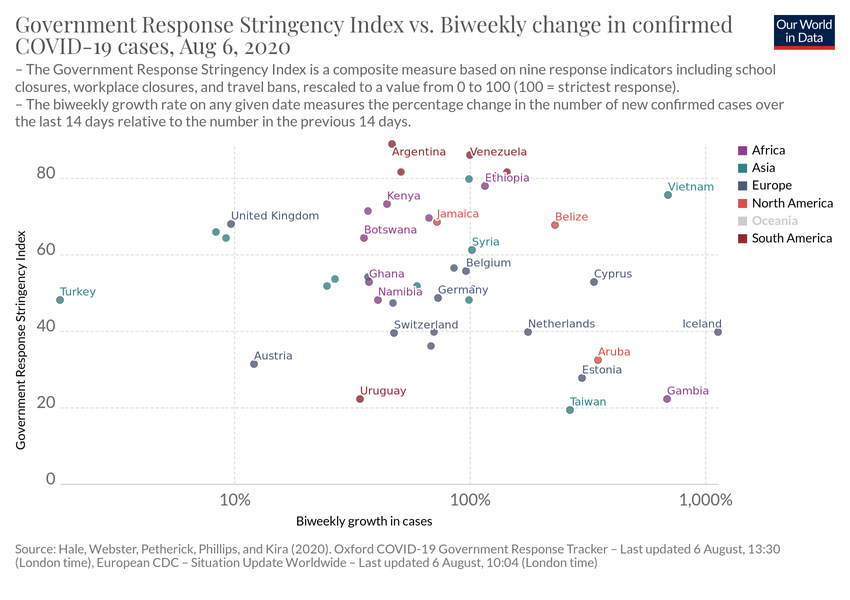 Government Response Stringency Index vs. Biweekly change in confirmed
COVID-19 cases, Aug 6, 2020
Our World
in Data
– The Government Response Stringency Index is a composite measure based on nine response indicators including school
closures, workplace closures, and travel bans, rescaled to a value from 0 to 100 (100 = strictest response).
– The biweekly growth rate on any given date measures the percentage change in the number of new confirmed cases over
the last 14 days relative to the number in the previous 14 days.
Government Response Stringency Index
80
60
40
20
0
Argentina
Venezuela
Ethiopia
Vietnam
Kenya
United Kingdom
Jamaica
Belize
Botswana
Syria
Belgium
Ghana
Cyprus
Turkey
Namibia
Germany
Switzerland
Netherlands
Iceland
Austria
Aruba
Estonia
Uruguay
Gambia
Taiwan
10%
100%
1,000%
Biweekly growth in cases
Africa
Asia
Europe
North America
Oceania
South America
Source: Hale, Webster, Petherick, Phillips, and Kira (2020). Oxford COVID-19 Government Response Tracker – Last updated 6 August, 13:30
(London time), European CDC – Situation Update Worldwide – Last updated 6 August, 10:04 (London time)